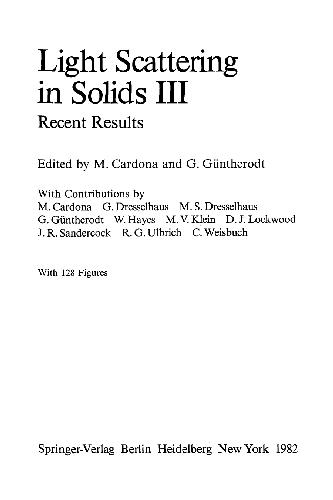 Light Scattering
in Solids III
Recent Results
Edited by M. Cardona and G. Güntherodt
With Contributions by
M. Cardona G. Dresselhaus M. S. Dresselhaus
G. Güntherodt W. Hayes M. V. Klein D. J. Lockwood
J. R. Sandercock R. G. Ulbrich C. Weisbuch
With 128 Figures
Springer-Verlag Berlin Heidelberg New York 1982